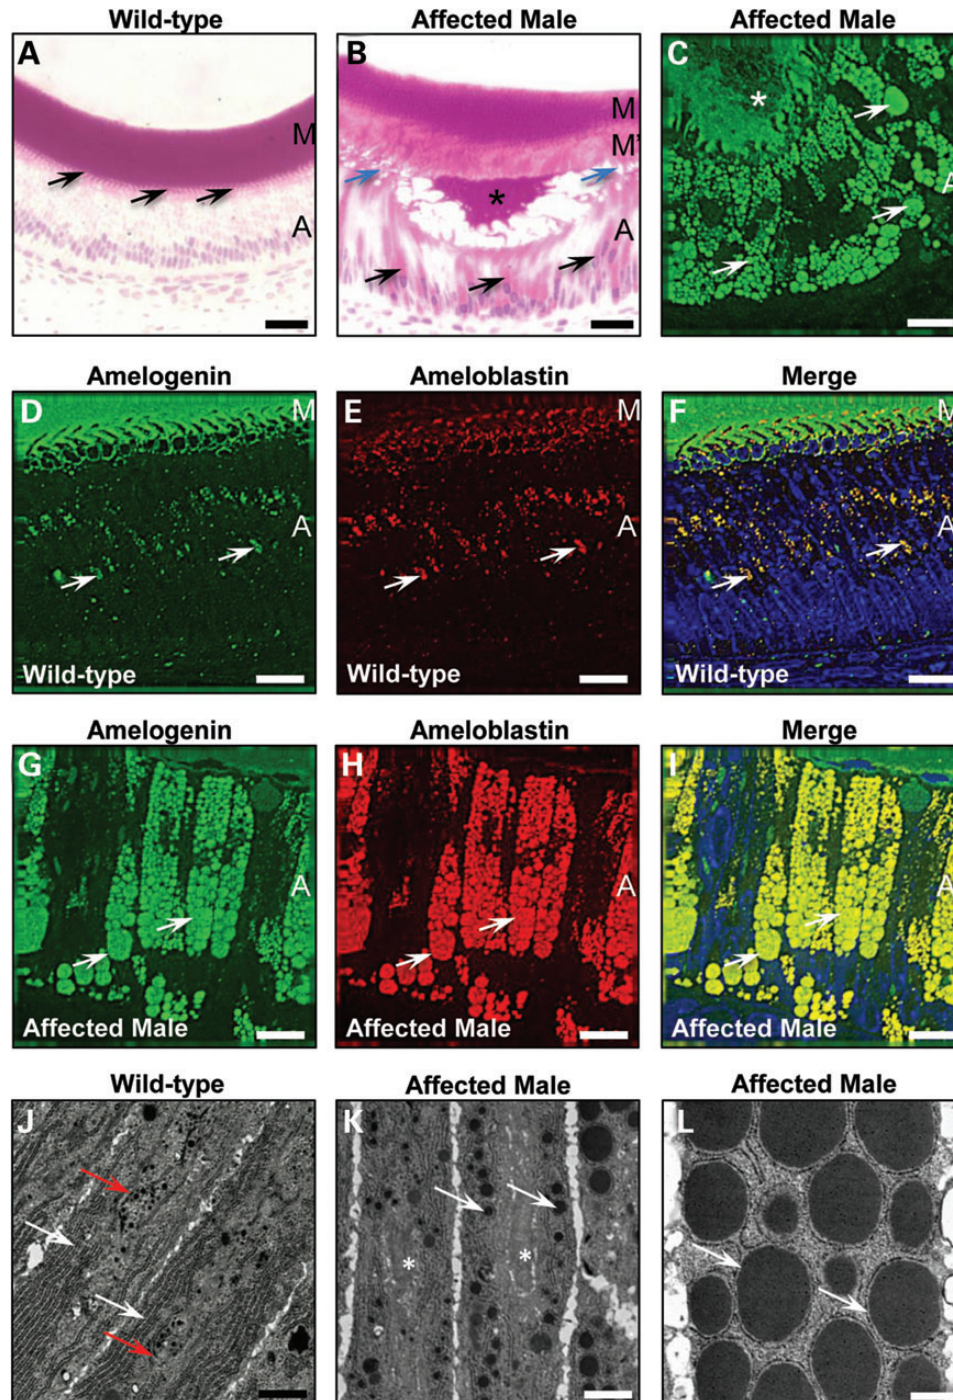 Wild-type Affected Male Affected Male
A B C
M M
M'
* *
A A A
Amelogenin Ameloblastin Merge
D E F
M M M
A A A
Wild-type Wild-type Wild-type
Amelogenin Ameloblastin Merge
G H I
A A A
Affected Male Affected Male Affected Male
Wild-type Affected Male Affected Male
J K L
* *